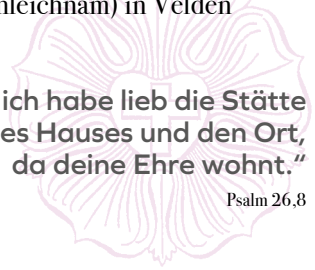 nleichnam) in Velden
ich habe lieb die Stätte
es Hauses und den Ort,
da deine Ehre wohnt.“
Psalm 26,8